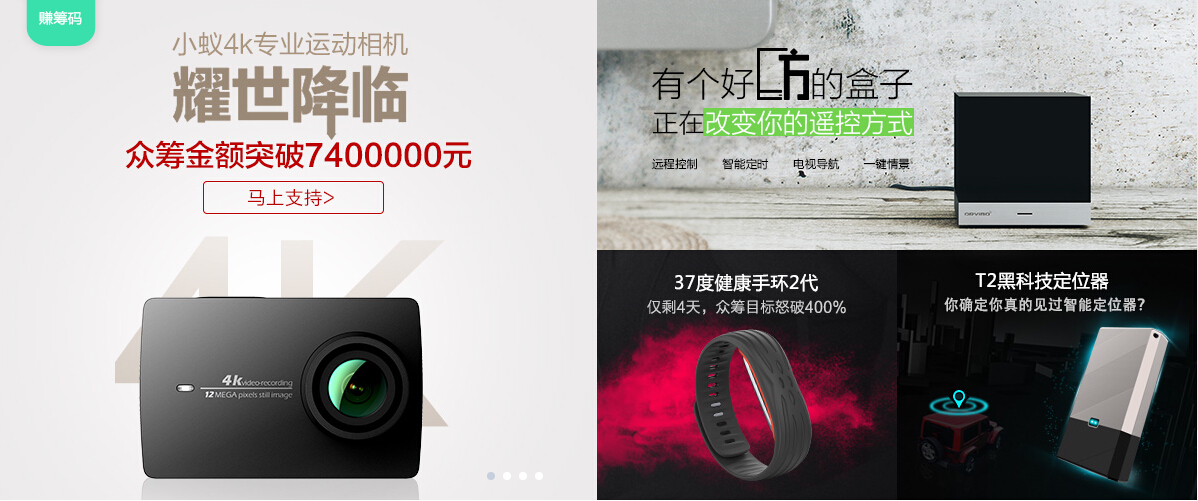 赚筹码
小蚁4k专业运动相机
耀世降临
众筹金额突破7400000元
马上支持>
4K
4k video-recording
12 MEGA pixels still image
有个好方的盒子
正在改变你的遥控方式
远程控制 智能定时 电视导航 一键情景
ORVIBO
37度健康手环2代
仅剩4天，众筹目标怒破400%
T2黑科技定位器
你确定你真的见过智能定位器？